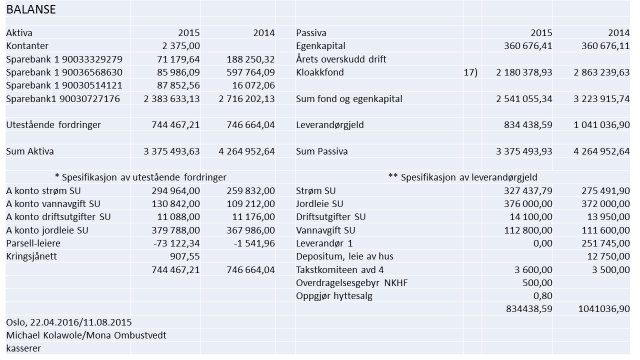 BALANSE
Aktiva 2015 2014 Passiva 2015 2014
Kontanter 2 375,00 Egenkapital 360 676,41 360 676,11
Sparebank 1 90033329279 71 179,64 188 250,32 Årets overskudd drift
Sparebank 1 90036568630 85 986,09 597 764,09 Kloakkfond 17) 2 180 378,93 2 863 239,63
Sparebank 1 90030514121 87 852,56 16 072,06
Sparebank1 90030727176 2 383 633,13 2 716 202,13 Sum fond og egenkapital 2 541 055,34 3 223 915,74
Utestående fordringer 744 467,21 746 664,04 Leverandørgjeld 834 438,59 1 041 036,90
Sum Aktiva 3 375 493,63 4 264 952,64 Sum Passiva 3 375 493,93 4 264 952,64
* Spesifikasjon av utestående fordringer ** Spesifikasjon av leverandørgjeld
A konto strøm SU 294 964,00 259 832,00 Strøm SU 327 437,79 275 491,90
A konto vannavgift SU 130 842,00 109 212,00 Jordleie SU 376 000,00 372 000,00
A konto driftsutgifter SU 11 088,00 11 176,00 Driftsutgifter SU 14 100,00 13 950,00
A konto jordleie SU 379 788,00 367 986,00 Vannavgift SU 112 800,00 111 600,00
Parsell-leiere -73 122,34 -1 541,96 Leverandør 1 0,00 251 745,00
Kringsjånett 907,55 Depositum, leie av hus 12 750,00
744 467,21 746 664,04 Takstkomiteen avd 4 3 600,00 3 500,00
Overdragelsesgebyr NKHF 500,00
Oppgjør hyttesalg 0,80
834438,59 1041036,90
Oslo, 22.04.2016/11.08.2015
Michael Kolawole/Mona Ombustvedt
kasserer